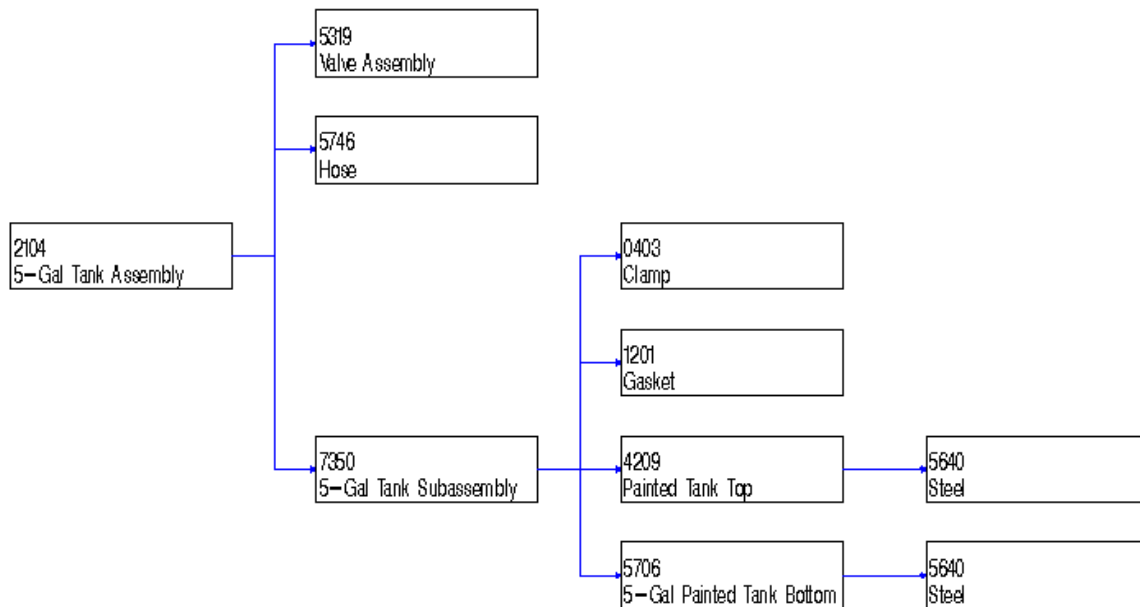 5319
Valve Assembly
5746
Hose
2104
5-Gal Tank Assembly
0403
Clamp
1201
Gasket
7350
5-Gal Tank Subassembly
4209
Painted Tank Top
5640
Steel
5706
5-Gal Painted Tank Bottom
5640
Steel